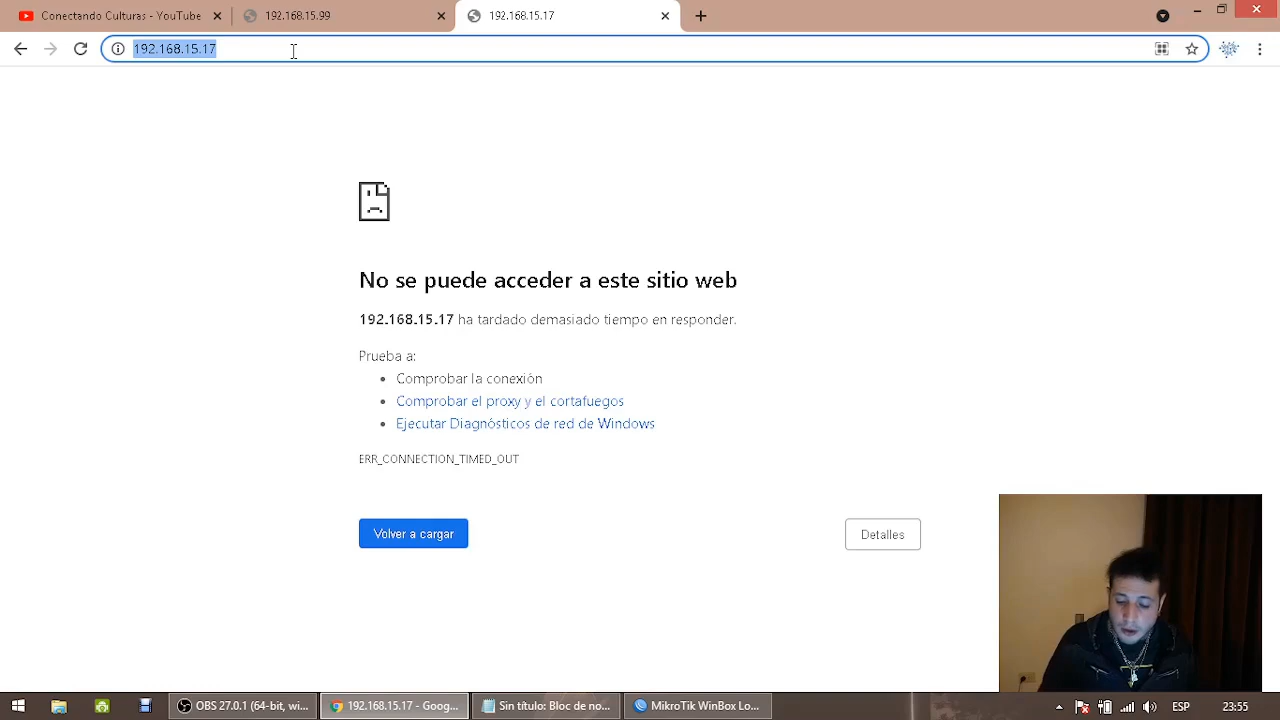 Conectando Culturas - YouTube
192.168.15.99
192.168.15.17
192.168.15.17
No se puede acceder a este sitio web
192.168.15.17 ha tardado demasiado tiempo en responder.
Prueba a:
Comprobar la conexión
Comprobar el proxy y el cortafuegos
Ejecutar Diagnósticos de red de Windows
ERR_CONNECTION_TIMED_OUT
Volver a cargar
Detalles
OBS 27.0.1 (64-bit, wi...
192.168.15.17 - Goog...
Sin título: Bloc de no...
MikroTik WinBox Lo...
ESP
23:55